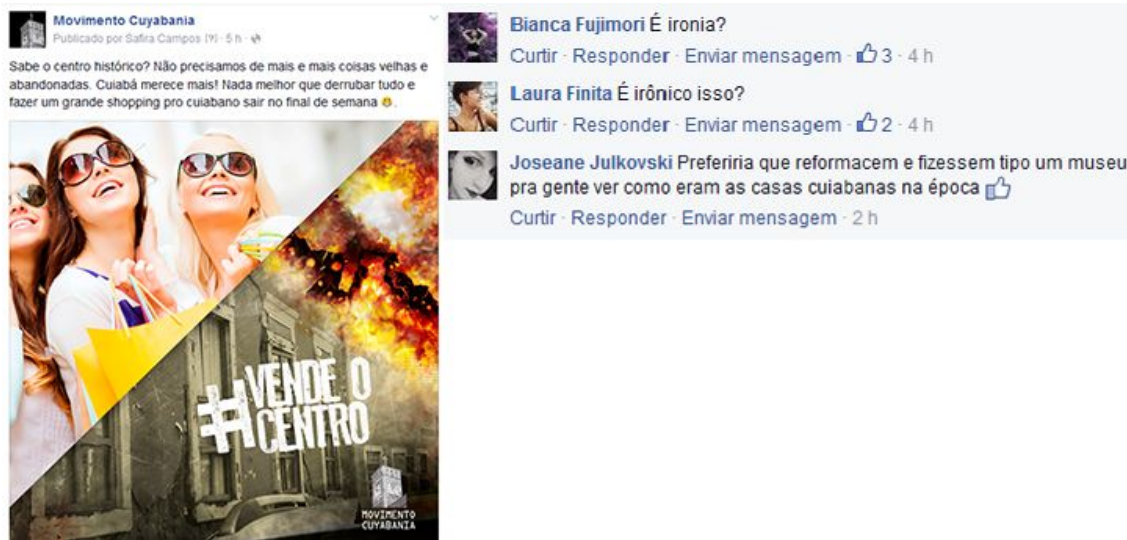 Movimento Cuyabania
Publicado por Safira Campos [?] · 5 h ·
Sabe o centro histórico? Não precisamos de mais e mais coisas velhas e
abandonadas. Cuiabá merece mais! Nada melhor que derrubar tudo e
fazer um grande shopping pro cuiabano sair no final de semana.
#VENDE O
CENTRO
MOVIMENTO
CUYABANIA
Bianca Fujimori É ironia?
Curtir · Responder · Enviar mensagem · 3 · 4 h
Laura Finita É irônico isso?
Curtir · Responder · Enviar mensagem · 2 · 4 h
Joseane Julkovski Preferiria que reformacem e fizessem tipo um museu
pra gente ver como eram as casas cuiabanas na época
Curtir · Responder · Enviar mensagem · 2 h